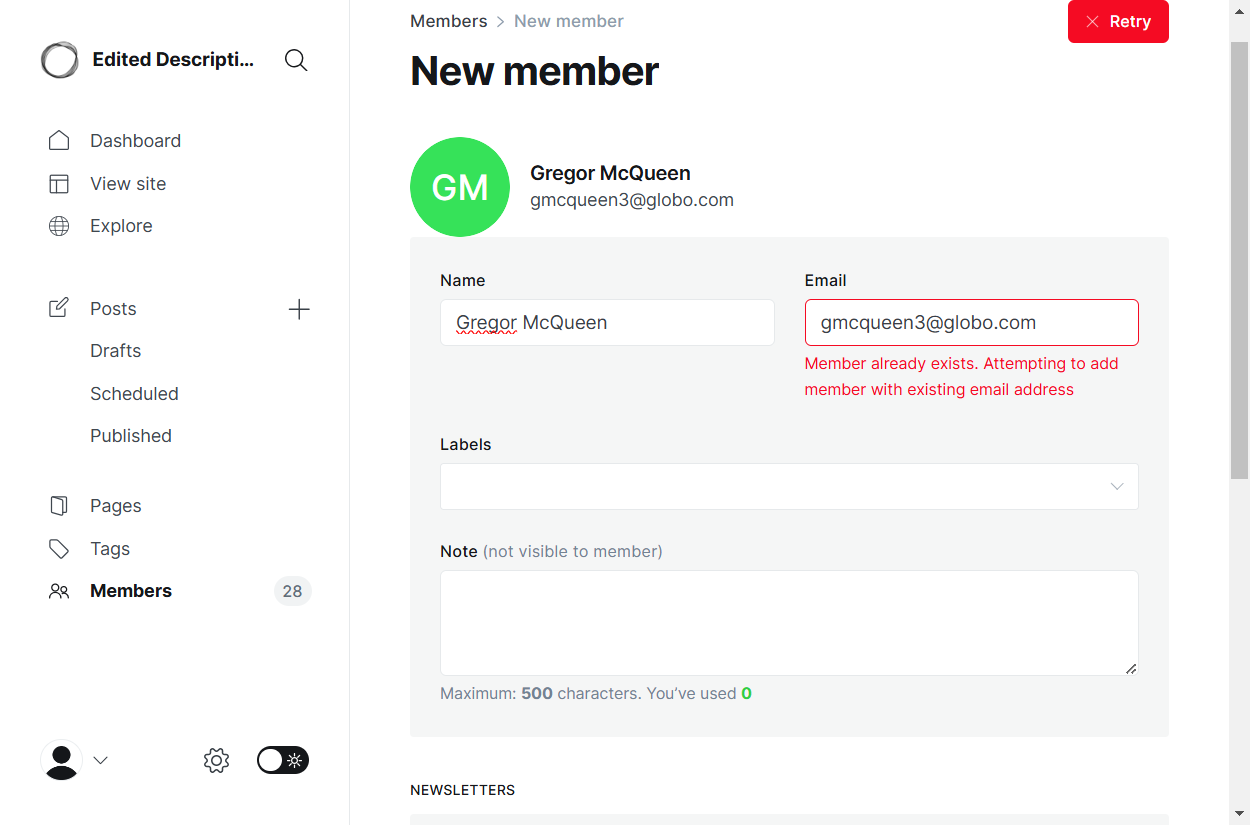 Edited Descripti...
Dashboard
View site
Explore
Posts
Drafts
Scheduled
Published
Pages
Tags
Members 28
Members > New member
Retry
New member
GM
Gregor McQueen
gmcqueen3@globo.com
Name
Gregor McQueen
Email
gmcqueen3@globo.com
Member already exists. Attempting to add
member with existing email address
Labels
Note (not visible to member)
Maximum: 500 characters. You’ve used 0
NEWSLETTERS